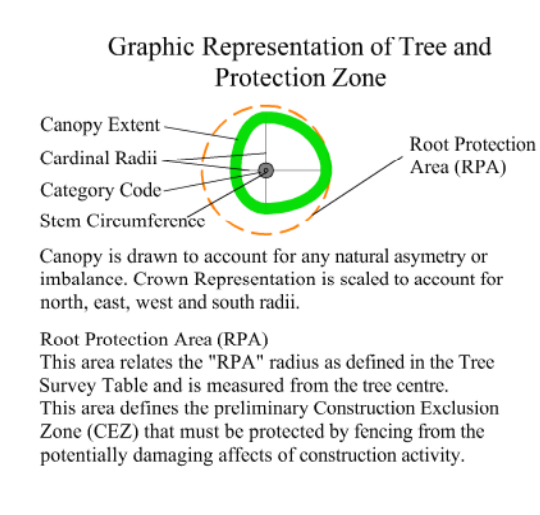 Graphic Representation of Tree and
Protection Zone
Canopy Extent
Cardinal Radii
Category Code
Stem Circumference
Root Protection
Area (RPA)
Canopy is drawn to account for any natural asymetry or
imbalance. Crown Representation is scaled to account for
north, east, west and south radii.
Root Protection Area (RPA)
This area relates the "RPA" radius as defined in the Tree
Survey Table and is measured from the tree centre.
This area defines the preliminary Construction Exclusion
Zone (CEZ) that must be protected by fencing from the
potentially damaging affects of construction activity.